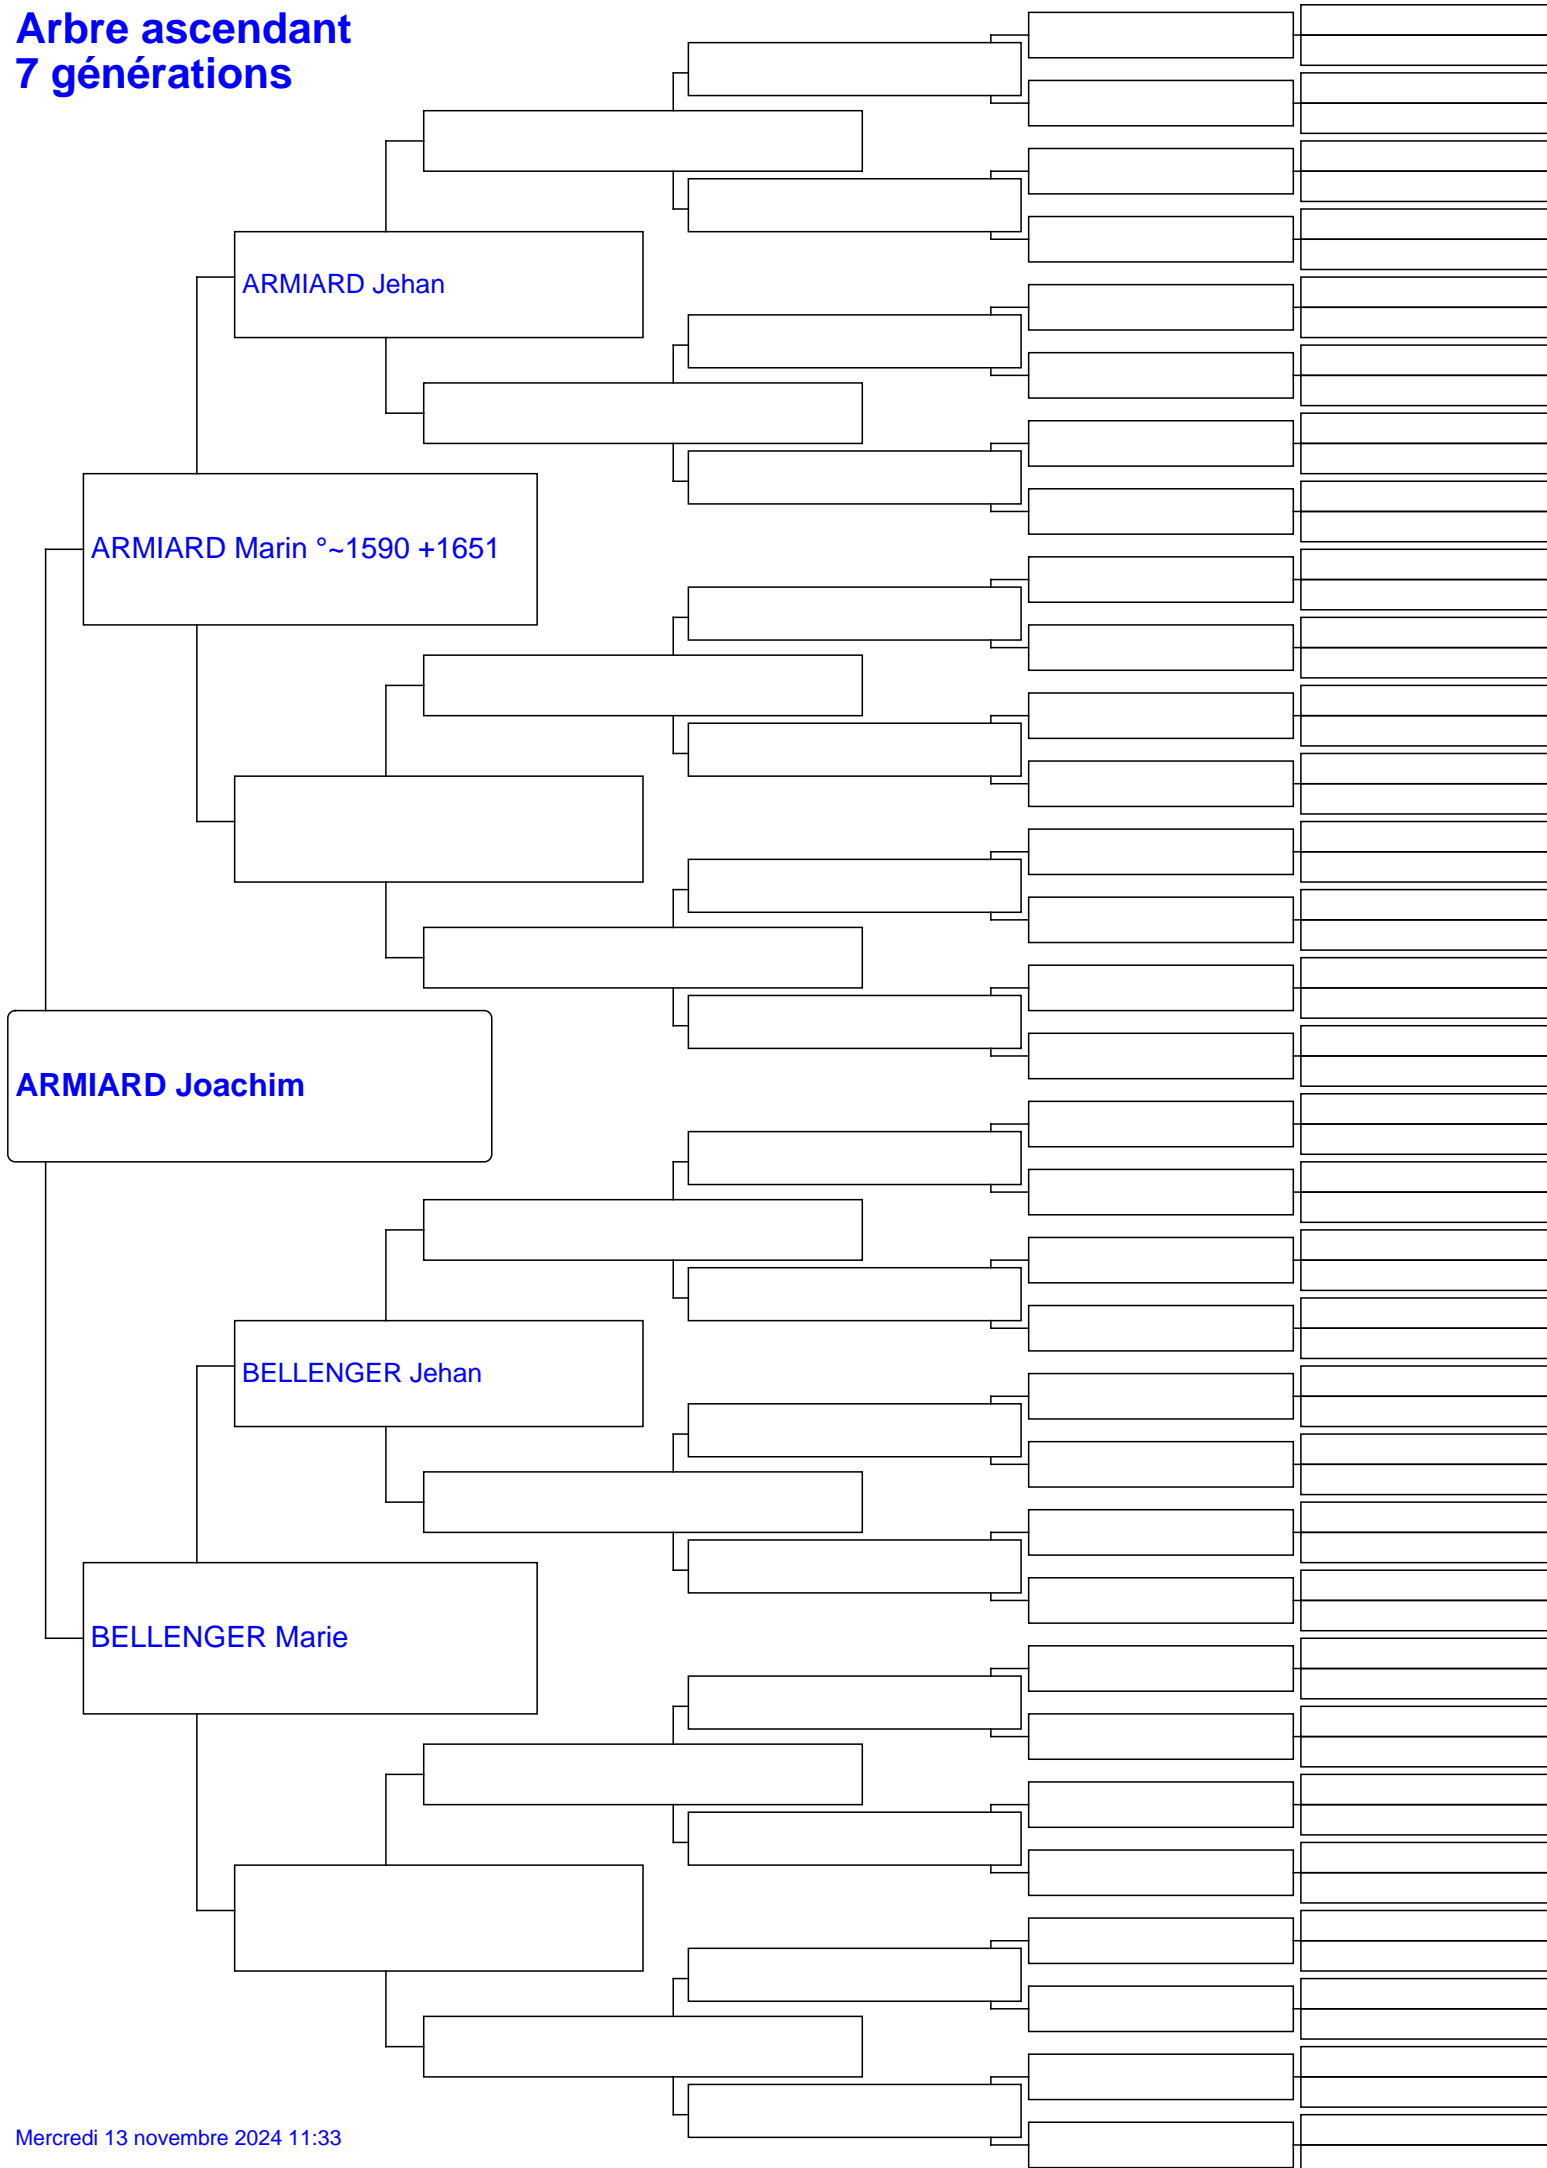 Arbre ascendant
7 générations
ARMIARD Jehan
ARMIARD Marin °~1590 +1651
ARMIARD Joachim
BELLENGER Jehan
BELLENGER Marie
Mercredi 13 novembre 2024 11:33